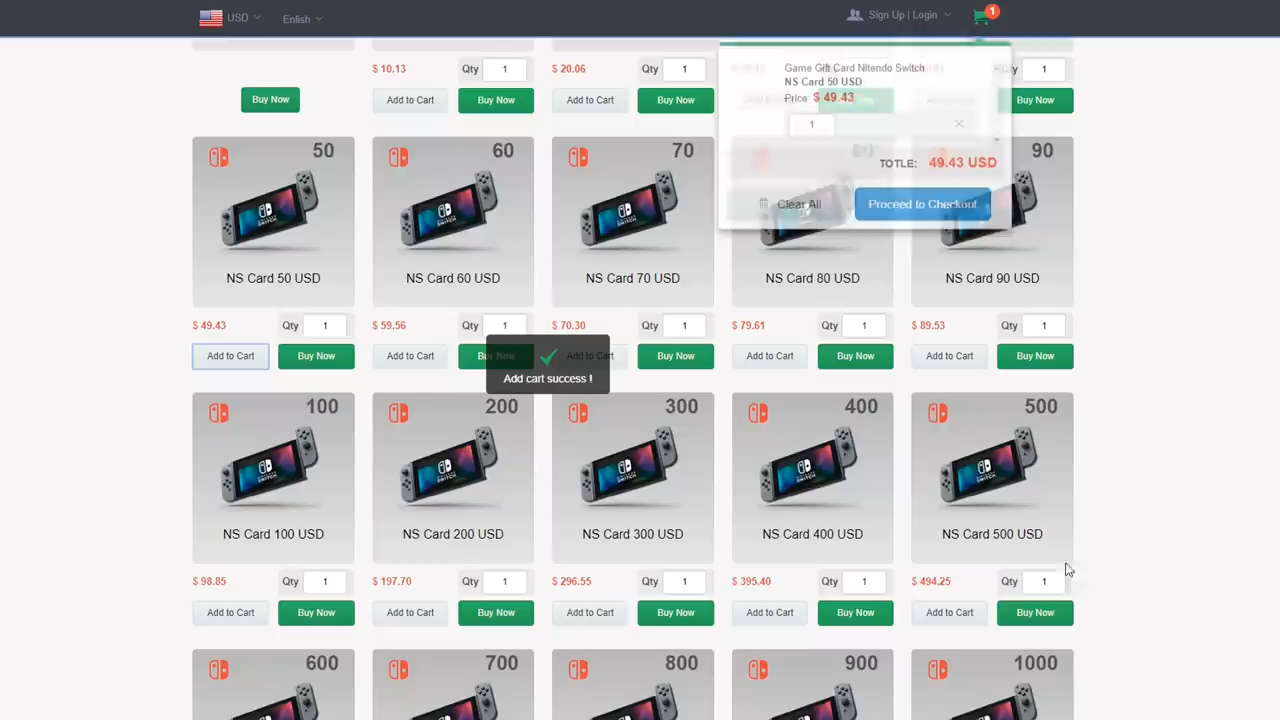 USD
Enlish
Sign Up | Login
1
$ 10.13
Qty
1
$ 20.06
Qty
1
Qty
1
Buy Now
Add to Cart
Buy Now
Add to Cart
Buy Now
Buy Now
Game Gift Card Nitendo Switch
NS Card 50 USD
Price: $ 49.43
1
TOTLE: 49.43 USD
Clear All
Proceed to Checkout
50
60
70
80
90
NS Card 50 USD
NS Card 60 USD
NS Card 70 USD
NS Card 80 USD
NS Card 90 USD
$ 49.43
Qty
1
$ 59.56
Qty
1
$ 70.30
Qty
1
$ 79.61
Qty
1
$ 89.53
Qty
1
Add to Cart
Buy Now
Add to Cart
Buy Now
Add to Cart
Buy Now
Add to Cart
Buy Now
Add to Cart
Buy Now
Add cart success !
100
200
300
400
500
NS Card 100 USD
NS Card 200 USD
NS Card 300 USD
NS Card 400 USD
NS Card 500 USD
$ 98.85
Qty
1
$ 197.70
Qty
1
$ 296.55
Qty
1
$ 395.40
Qty
1
$ 494.25
Qty
1
Add to Cart
Buy Now
Add to Cart
Buy Now
Add to Cart
Buy Now
Add to Cart
Buy Now
Add to Cart
Buy Now
600
700
800
900
1000